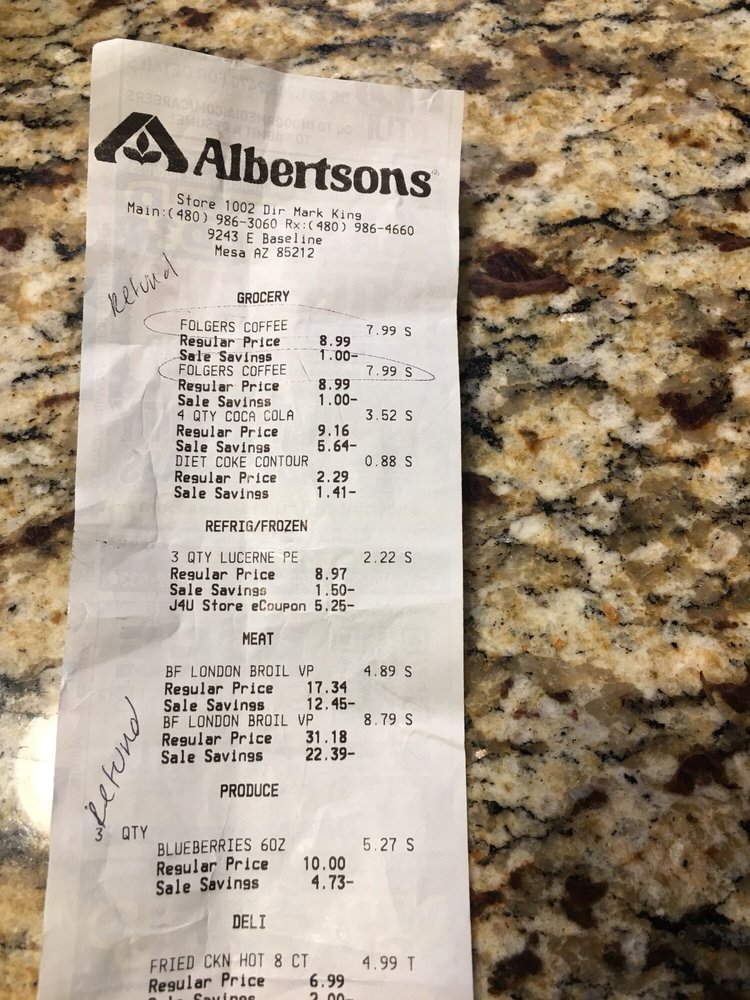 Albertsons
Store 1002 Dir Mark King
Main:(480) 986-3060 Rx:(480) 986-4660
9243 E Baseline
Mesa AZ 85212
refund
GROCERY
FOLGERS COFFEE 7.99 S
Regular Price 8.99
Sale Savings 1.00-
FOLGERS COFFEE 7.99 S
Regular Price 8.99
Sale Savings 1.00-
4 QTY COCA COLA 3.52 S
Regular Price 9.16
Sale Savings 5.64-
DIET COKE CONTOUR 0.88 S
Regular Price 2.29
Sale Savings 1.41-
REFRIG/FROZEN
3 QTY LUCERNE PE 2.22 S
Regular Price 8.97
Sale Savings 1.50-
J4U Store eCoupon 5.25-
MEAT
BF LONDON BROIL VP 4.89 S
Regular Price 17.34
Sale Savings 12.45-
BF LONDON BROIL VP 8.79 S
Regular Price 31.18
Sale Savings 22.39-
PRODUCE
refund
3 QTY
BLUEBERRIES 6OZ 5.27 S
Regular Price 10.00
Sale Savings 4.73-
DELI
FRIED CKN HOT 8 CT 4.99 T
Regular Price 6.99
Sale Savings 2.00-